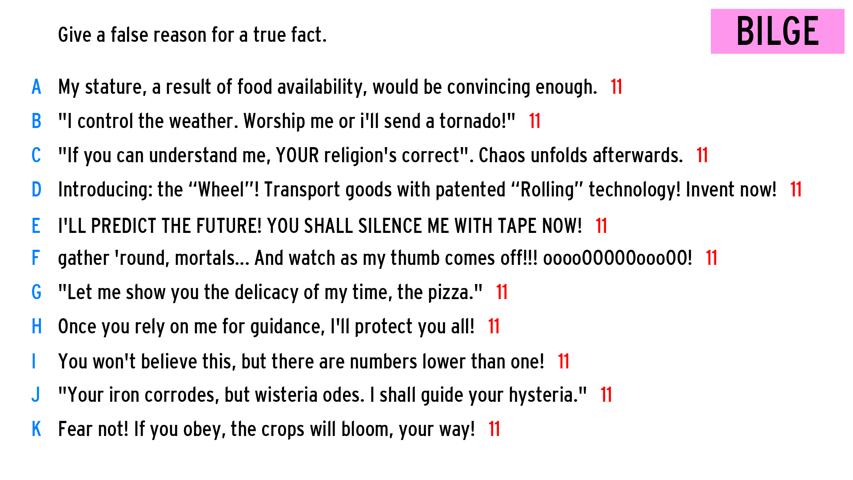 Give a false reason for a true fact.
BILGE
A My stature, a result of food availability, would be convincing enough. 11
B "I control the weather. Worship me or i'll send a tornado!" 11
C "If you can understand me, YOUR religion's correct". Chaos unfolds afterwards. 11
D Introducing: the “Wheel”! Transport goods with patented “Rolling” technology! Invent now! 11
E I'LL PREDICT THE FUTURE! YOU SHALL SILENCE ME WITH TAPE NOW! 11
F gather 'round, mortals... And watch as my thumb comes off!!! oooo00000ooo00! 11
G "Let me show you the delicacy of my time, the pizza." 11
H Once you rely on me for guidance, I'll protect you all! 11
I You won't believe this, but there are numbers lower than one! 11
J "Your iron corrodes, but wisteria odes. I shall guide your hysteria." 11
K Fear not! If you obey, the crops will bloom, your way! 11